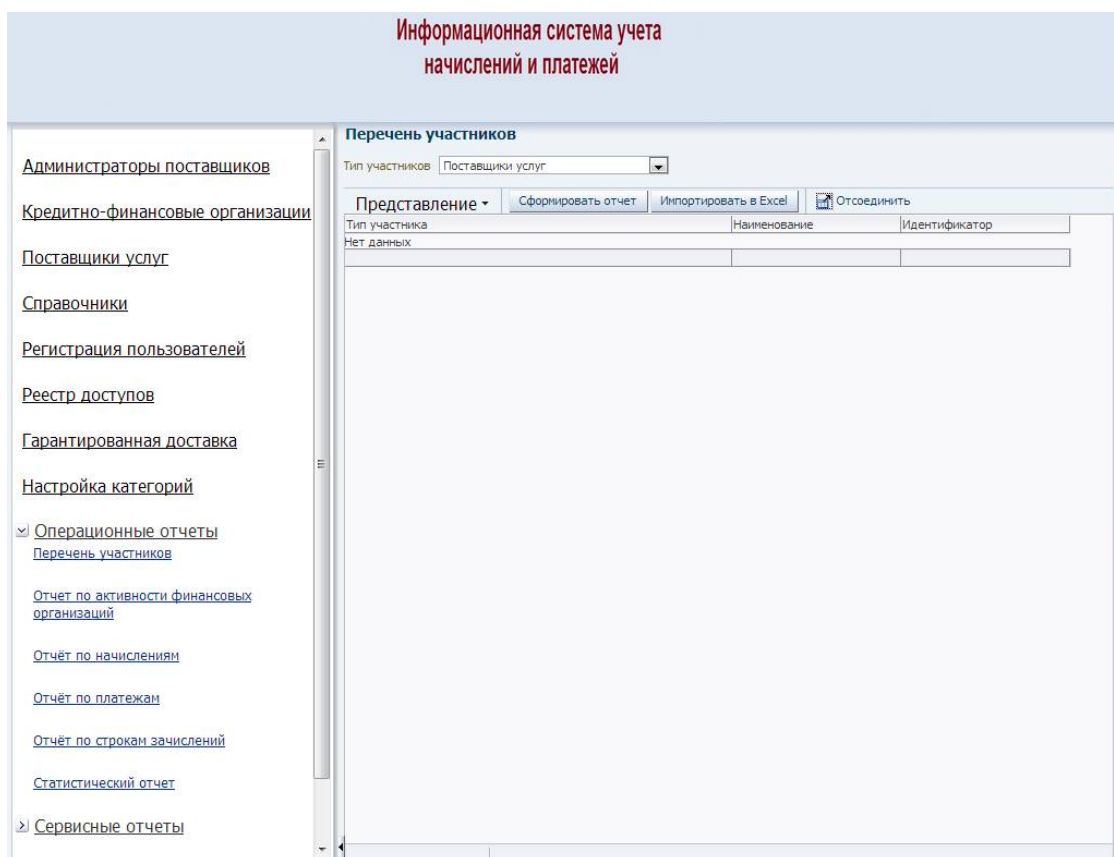 Информационная система учета
начислений и платежей
Администраторы поставщиков
Кредитно-финансовые организации
Поставщики услуг
Справочники
Регистрация пользователей
Реестр доступов
Гарантированная доставка
Настройка категорий
Операционные отчеты
Перечень участников
Отчет по активности финансовых
организаций
Отчёт по начислениям
Отчёт по платежам
Отчёт по строкам зачислений
Статистический отчет
Сервисные отчеты
Перечень участников
Тип участников Поставщики услуг
Представление Сформировать отчет Импортировать в Excel Отсоединить
Тип участника Наименование Идентификатор
Нет данных